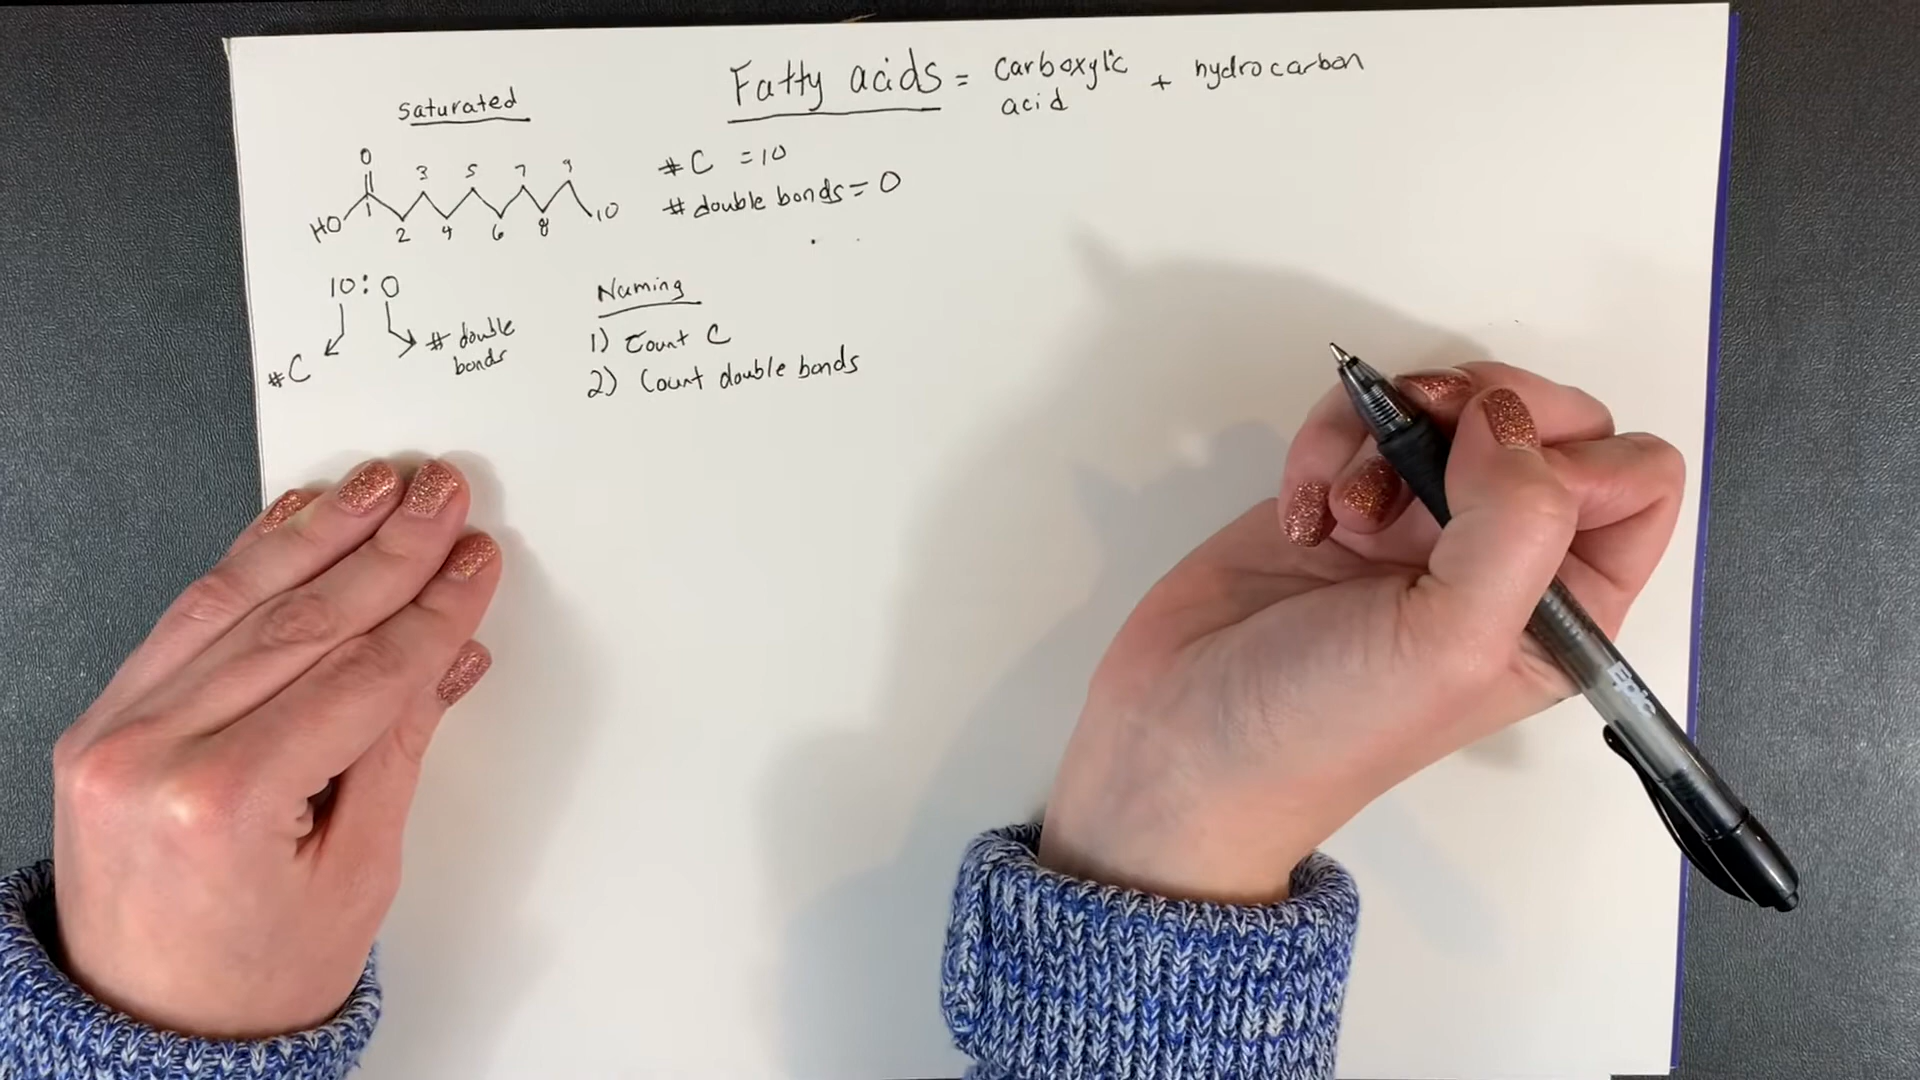 Fatty acids = carboxylic acid + hydrocarbon
Saturated
O
HO
1 2 3 4 5 6 7 8 9 10
#C = 10
# double bonds = 0
10:0
#C
# double bonds
Naming
1) Count C
2) Count double bonds
Epic